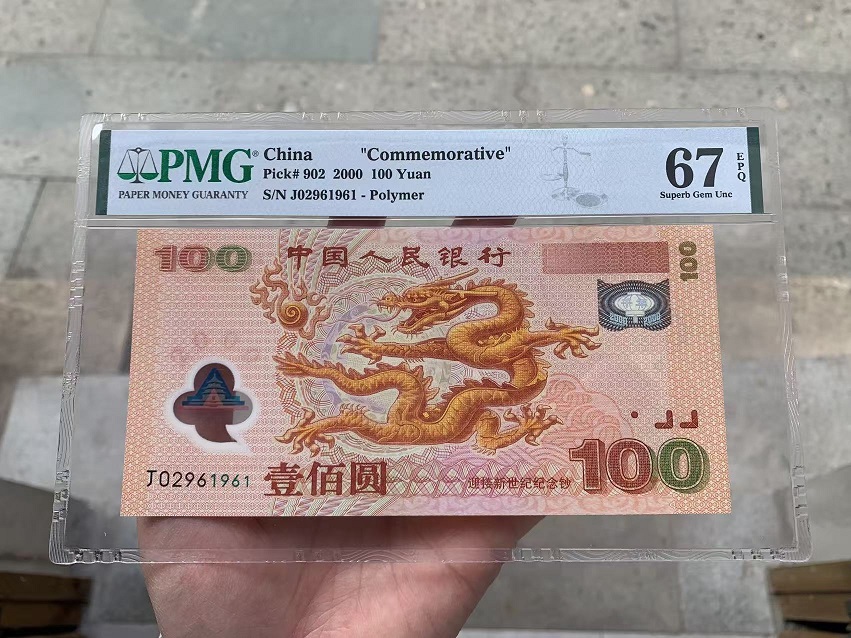 PMG®
PAPER MONEY GUARANTY
China "Commemorative"
Pick# 902 2000 100 Yuan
S/N J02961961 - Polymer
67
EPQ
Superb Gem Unc
100
中国人民银行
100
2000 2000
J02961961
壹佰圆
迎接新世纪纪念钞
100